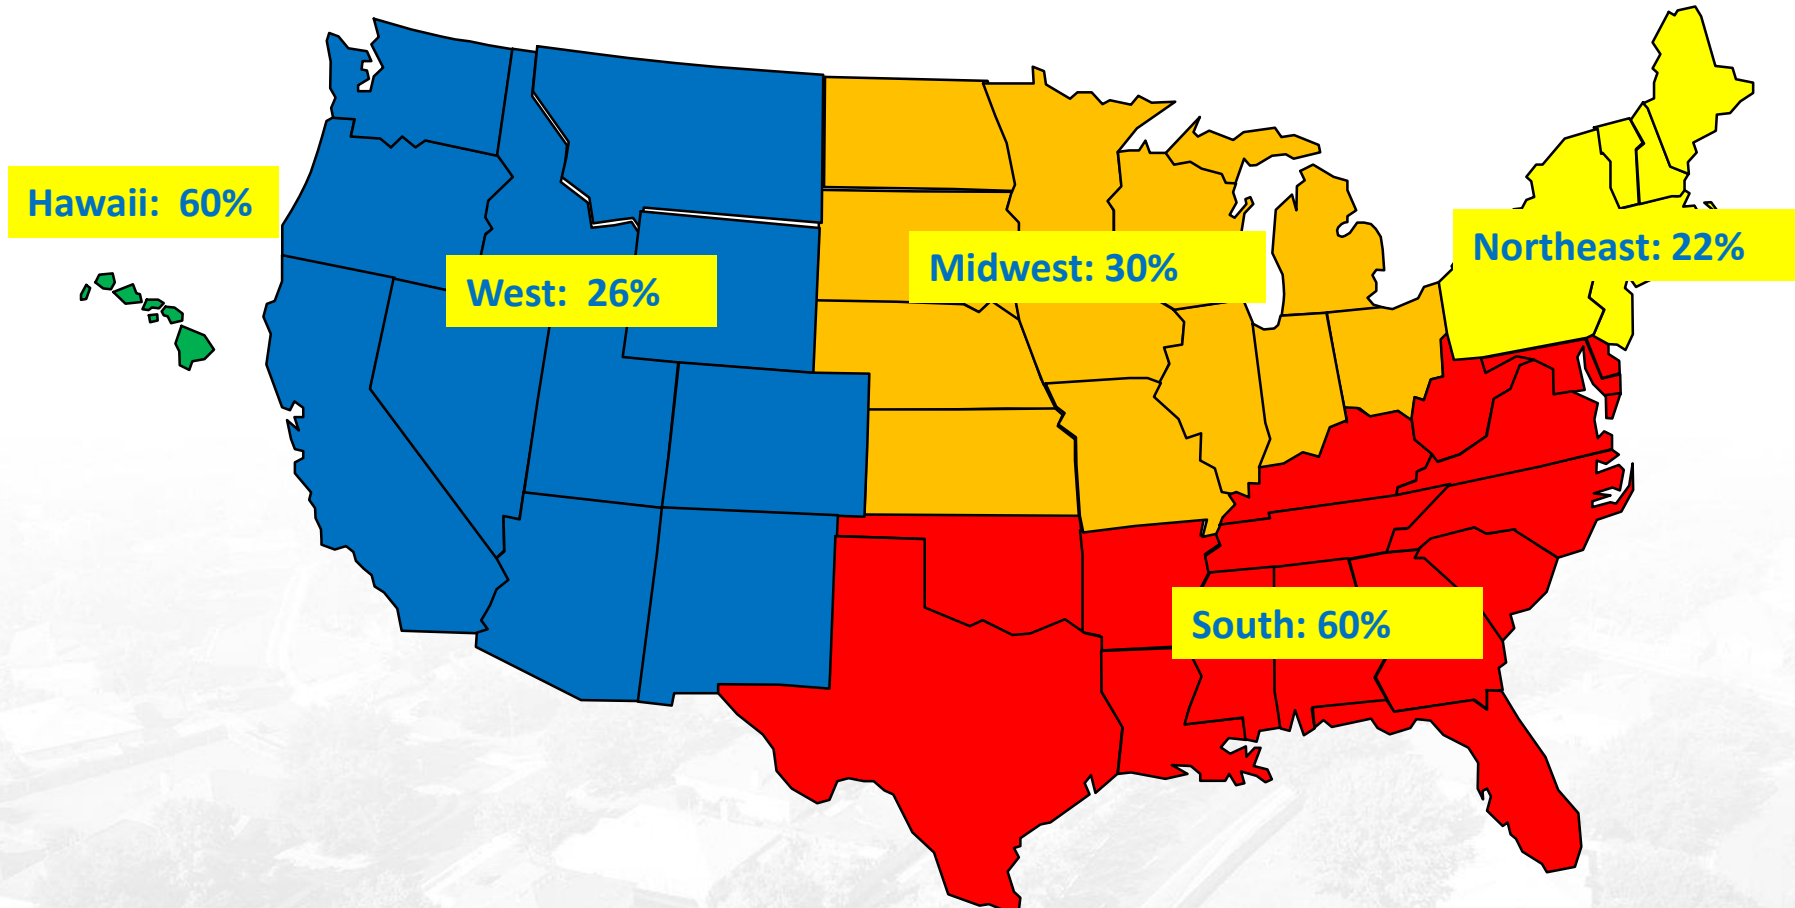 Hawaii:  60%
West:  26%
Midwest: 30%
Northeast: 22%
South: 60%